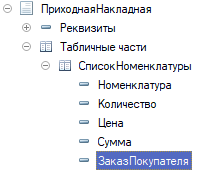 ПриходнаяНакладная
Реквизиты
Табличные части
СписокНоменклатуры
Номенклатура
Количество
Цена
Сумма
ЗаказПокупателя